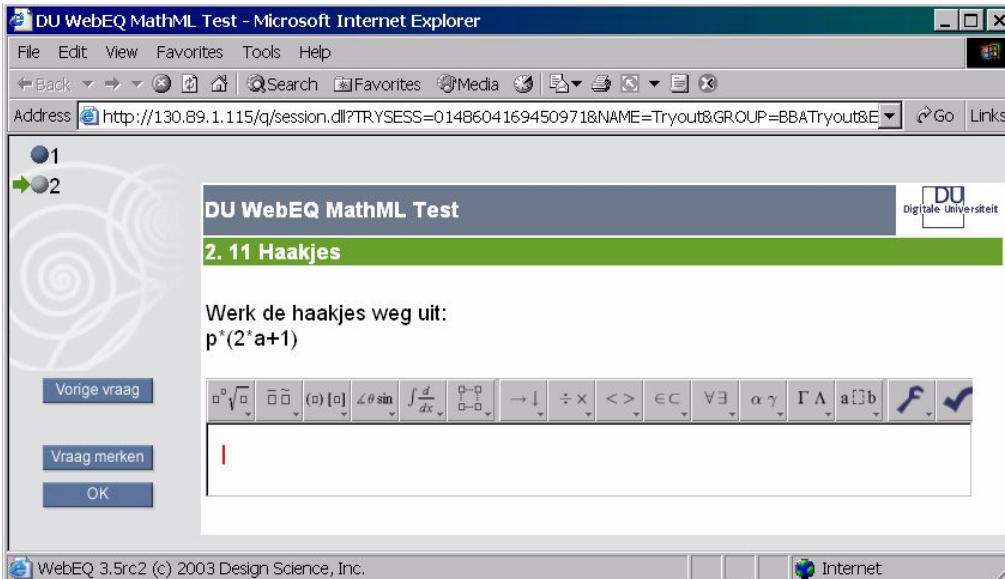 DU WebEQ MathML Test - Microsoft Internet Explorer
File Edit View Favorites Tools Help
Back Search Favorites Media
Address http://130.89.1.115/q/session.dll?TRYSESS=0148604169450971&NAME=Tryout&GROUP=BBATryout&E Go Links
1
2
DU WebEQ MathML Test
DU
Digitale Universiteit
2. 11 Haakjes
Werk de haakjes weg uit:
p*(2*a+1)
Vorige vraag
√ (▫) [▫] ∠θ sin ∫ d/dx → ↓ ÷ × < > ∈ ⊂ ∀ ∃ α γ Γ Λ a b
Vraag merken
OK
WebEQ 3.5rc2 (c) 2003 Design Science, Inc. Internet